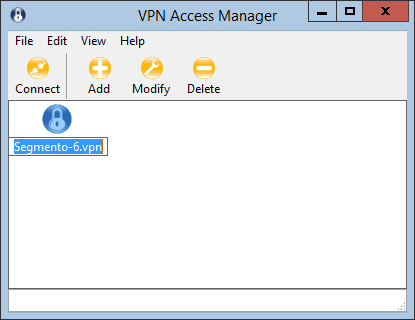 VPN Access Manager
File Edit View Help
Connect Add Modify Delete
Segmento-6.vpn